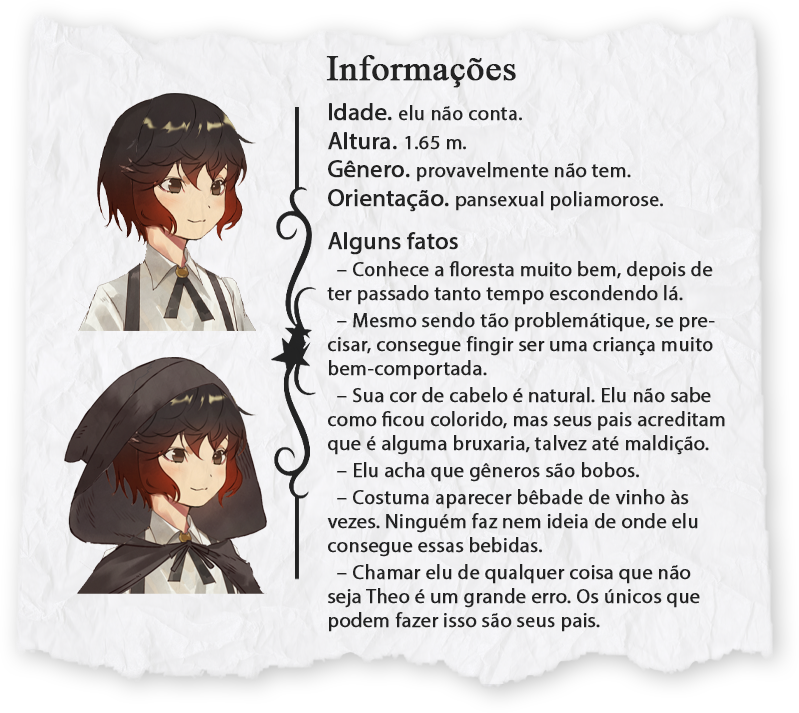 Informações
Idade. elu não conta.
Altura. 1.65 m.
Gênero. provavelmente não tem.
Orientação. pansexual poliamorose.
Alguns fatos
– Conhece a floresta muito bem, depois de
ter passado tanto tempo escondendo lá.
– Mesmo sendo tão problemátique, se pre-
cisar, consegue fingir ser uma criança muito
bem-comportada.
– Sua cor de cabelo é natural. Elu não sabe
como ficou colorido, mas seus pais acreditam
que é alguma bruxaria, talvez até maldição.
– Elu acha que gêneros são bobos.
– Costuma aparecer bêbade de vinho às
vezes. Ninguém faz nem ideia de onde elu
consegue essas bebidas.
– Chamar elu de qualquer coisa que não
seja Theo é um grande erro. Os únicos que
podem fazer isso são seus pais.